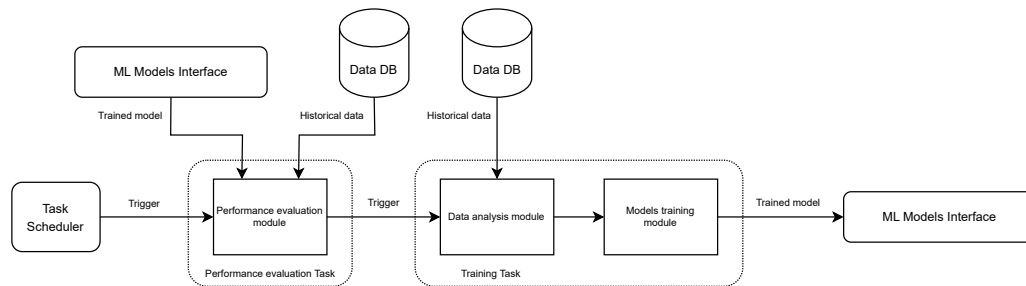 ML Models Interface
Data DB
Data DB
Trained model
Historical data
Historical data
Task
Scheduler
Trigger
Performance evaluation
module
Trigger
Data analysis module
Models training
module
Trained model
ML Models Interface
Performance evaluation Task
Training Task